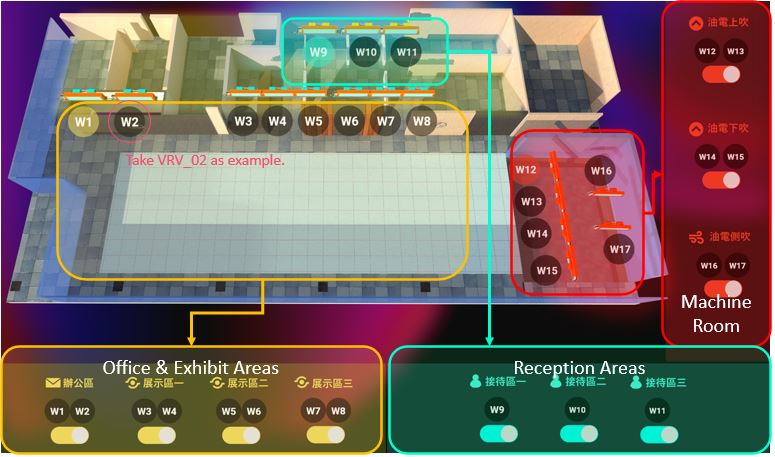 W9 W10 W11
W1 W2 W3 W4 W5 W6 W7 W8
Take VRV_02 as example.
W12 W16
W13
W14
W15 W17
油電上吹
W12 W13
油電下吹
W14 W15
油電側吹
W16 W17
Machine
Room
Office & Exhibit Areas
辦公區 展示區一 展示區二 展示區三
W1 W2 W3 W4 W5 W6 W7 W8
Reception Areas
接待區一 接待區二 接待區三
W9 W10 W11